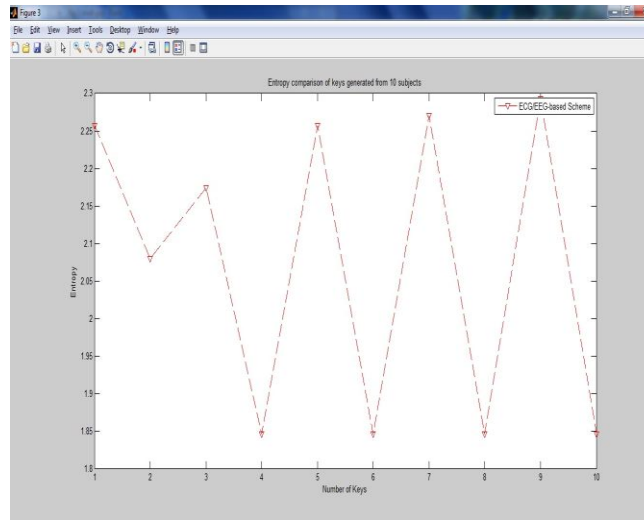 Figure 3
File Edit View Insert Tools Desktop Window Help
Entropy comparison of keys generated from 10 subjects
ECG/EEG-based Scheme
2.3
2.25
2.2
2.15
2.1
2.05
2
1.95
1.9
1.85
1.8
Entropy
1 2 3 4 5 6 7 8 9 10
Number of Keys